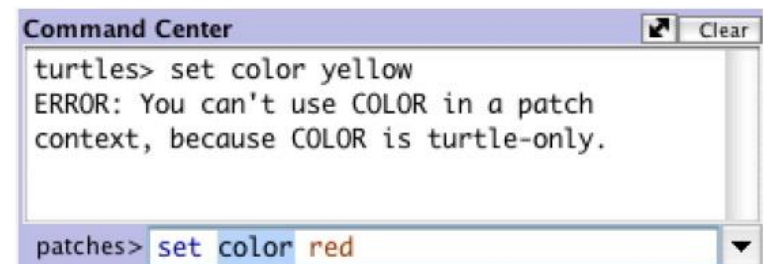 Command Center
Clear
turtles> set color yellow
ERROR: You can't use COLOR in a patch
context, because COLOR is turtle-only.
patches> set color red